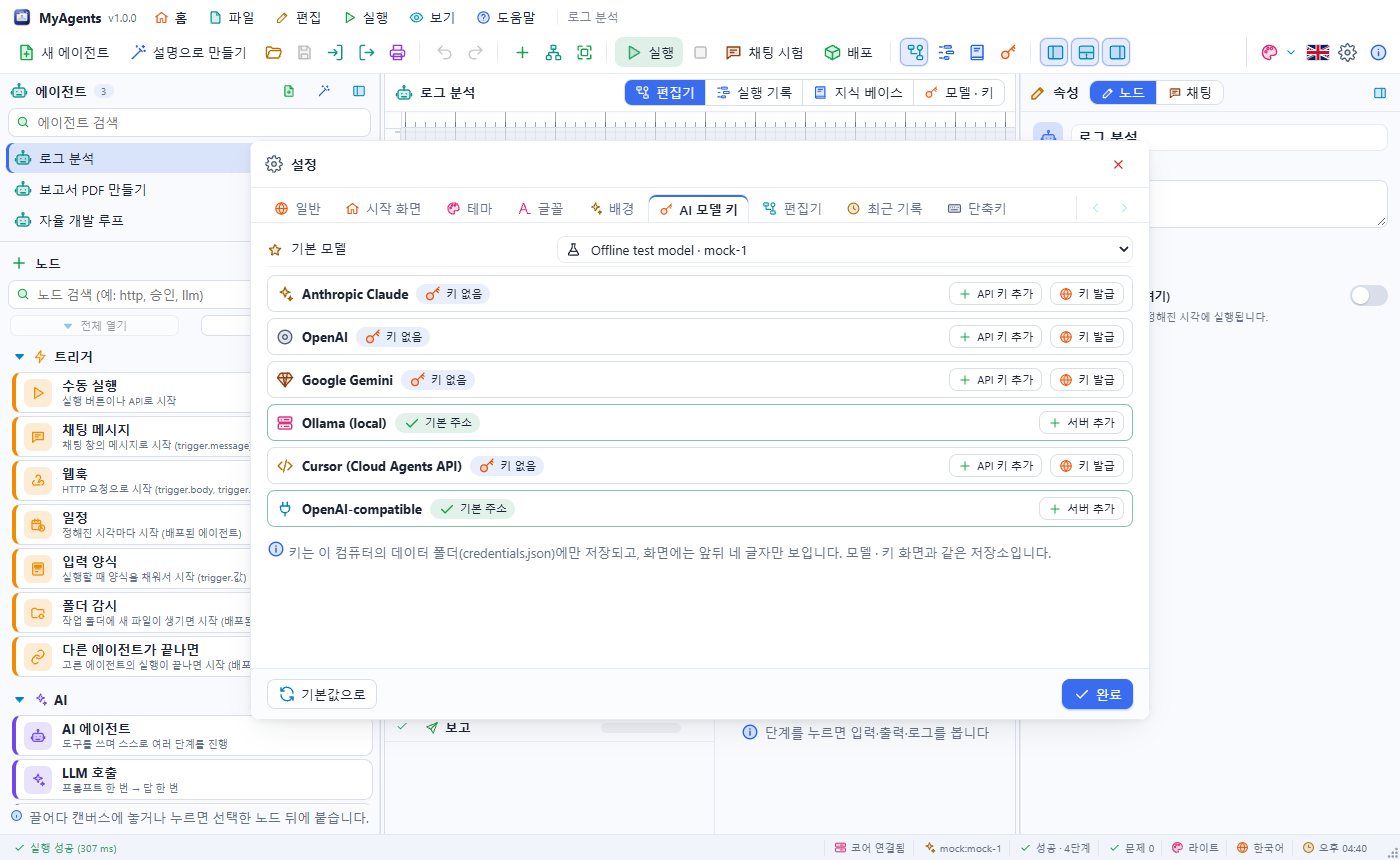 MyAgents v1.0.0 홈 파일 편집 실행 보기 도움말 로그 분석
새 에이전트 설명으로 만들기 실행 채팅 시험 배포
에이전트 3
로그 분석
편집기 실행 기록 지식 베이스 모델 · 키
속성 노드 채팅
에이전트 검색
로그 분석
로그 분석
보고서 PDF 만들기
자율 개발 루프
노드
노드 검색 (예: http, 승인, llm)
전체 열기
트리거
수동 실행
실행 버튼이나 API로 시작
채팅 메시지
채팅 창의 메시지로 시작 (trigger.message
웹훅
HTTP 요청으로 시작 (trigger.body, trigger.
일정
정해진 시각마다 시작 (배포된 에이전트)
입력 양식
실행할 때 양식을 채워서 시작 (trigger.값)
폴더 감시
작업 폴더에 새 파일이 생기면 시작 (배포된
다른 에이전트가 끝나면
고른 에이전트의 실행이 끝나면 시작 (배포
AI
AI 에이전트
도구를 쓰며 스스로 여러 단계를 진행
LLM 호출
프롬프트 한 번 → 답 한 번
끌어다 캔버스에 놓거나 누르면 선택한 노드 뒤에 붙습니다.
설정
일반 시작 화면 테마 글꼴 배경 AI 모델 키 편집기 최근 기록 단축키
기본 모델 Offline test model · mock-1
Anthropic Claude 키 없음 API 키 추가 키 발급
OpenAI 키 없음 API 키 추가 키 발급
Google Gemini 키 없음 API 키 추가 키 발급
Ollama (local) 기본 주소 서버 추가
Cursor (Cloud Agents API) 키 없음 API 키 추가 키 발급
OpenAI-compatible 기본 주소 서버 추가
키는 이 컴퓨터의 데이터 폴더(credentials.json)에만 저장되고, 화면에는 앞뒤 네 글자만 보입니다. 모델 · 키 화면과 같은 저장소입니다.
기본값으로 완료
정해진 시각에 실행됩니다.
보고
단계를 누르면 입력·출력·로그를 봅니다
실행 성공 (307 ms) 코어 연결됨 mock:mock-1 성공 · 4단계 문제 0 라이트 한국어 오후 04:40